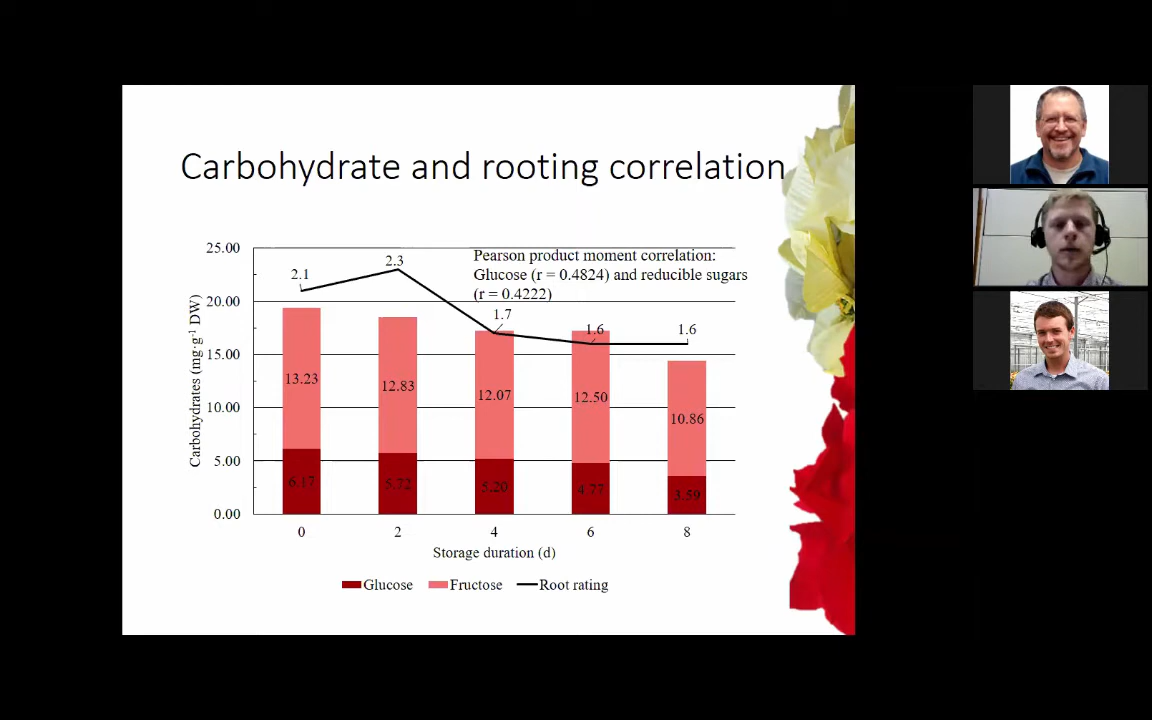 Carbohydrate and rooting correlation
25.00
20.00
15.00
10.00
5.00
0.00
Carbohydrates (mg·g-1 DW)
Pearson product moment correlation:
Glucose (r = 0.4824) and reducible sugars
(r = 0.4222)
2.1
2.3
1.7
1.6
1.6
13.23
12.83
12.07
12.50
10.86
6.17
5.72
5.20
4.77
3.59
0
2
4
6
8
Storage duration (d)
Glucose
Fructose
Root rating